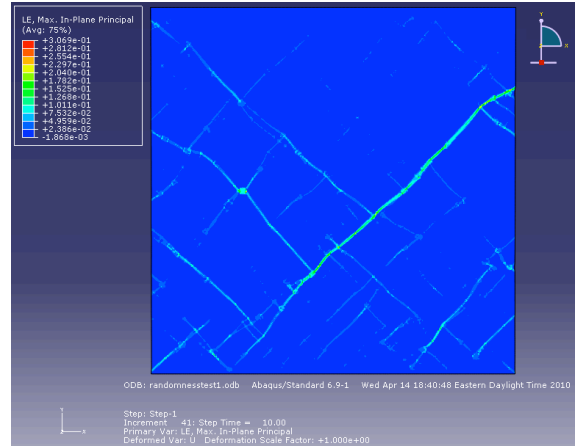 LE, Max. In-Plane Principal
(Avg: 75%)
+3.069e-01
+2.812e-01
+2.554e-01
+2.297e-01
+2.040e-01
+1.782e-01
+1.525e-01
+1.268e-01
+1.011e-01
+7.532e-02
+4.959e-02
+2.386e-02
-1.868e-03
Y
X
Z
ODB: randomnesstest1.odb Abaqus/Standard 6.9-1 Wed Apr 14 18:40:48 Eastern Daylight Time 2010
Y
Z X
Step: Step-1
Increment 41: Step Time = 10.00
Primary Var: LE, Max. In-Plane Principal
Deformed Var: U Deformation Scale Factor: +1.000e+00